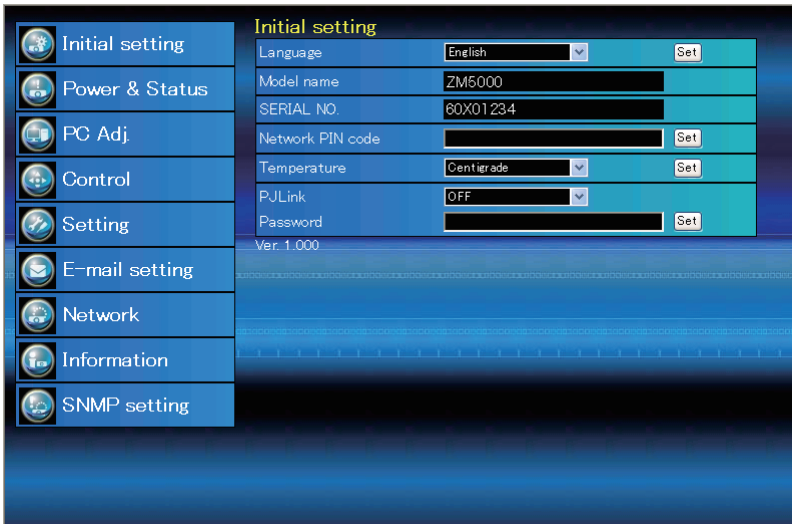 Initial setting
Power & Status
PC Adj.
Control
Setting
E-mail setting
Network
Information
SNMP setting
Initial setting
Language English Set
Model name ZM5000
SERIAL NO. 60X01234
Network PIN code Set
Temperature Centigrade Set
PJLink OFF
Password Set
Ver. 1.000